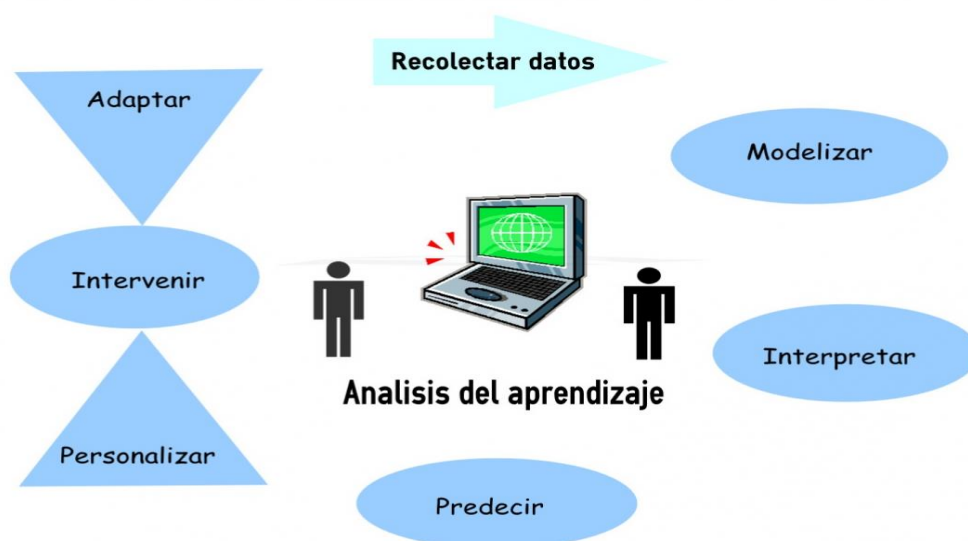 Recolectar datos
Adaptar
Modelizar
Intervenir
Interpretar
Analisis del aprendizaje
Personalizar
Predecir